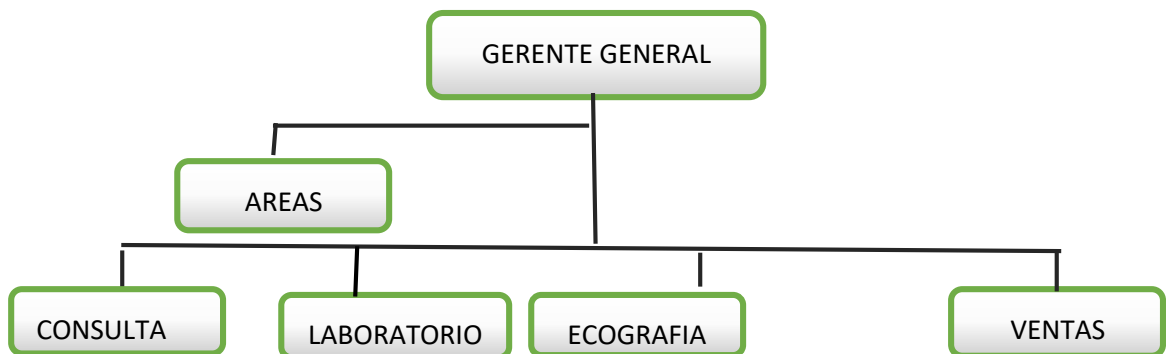 GERENTE GENERAL
AREAS
CONSULTA
LABORATORIO
ECOGRAFIA
VENTAS